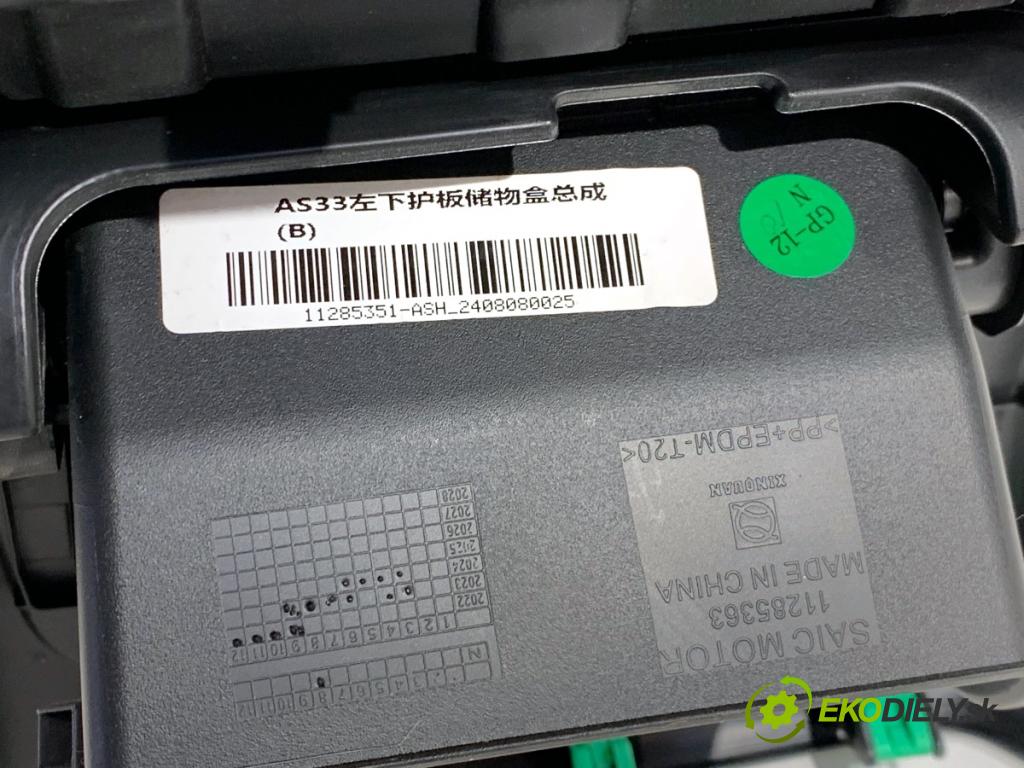 AS33左下护板储物盒总成
(B)
11285351-ASH_2408080025
GP-12
N 10
>PP+EPDM-T20<
XINQUAN
SAIC MOTOR
11285363
MADE IN CHINA
2028
2027
2026
2025
2024
2023
2022
1 2 3 4 5 6 7 8 9 10 11 12
N
EKODIELY.sk